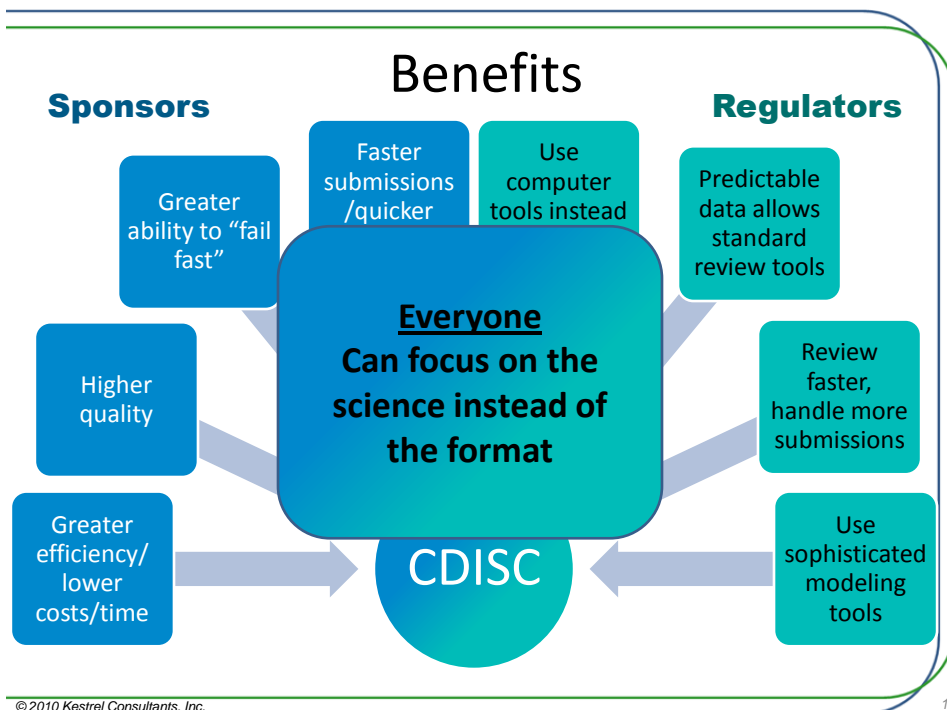 Benefits
Sponsors
Regulators
Greater
ability to “fail
fast”
Faster
submissions
/quicker
Use
computer
tools instead
Predictable
data allows
standard
review tools
Higher
quality
Everyone
Can focus on the
science instead of
the format
Review
faster,
handle more
submissions
Greater
efficiency/
lower
costs/time
CDISC
Use
sophisticated
modeling
tools
©2010 Kestrel Consultants, Inc.
1